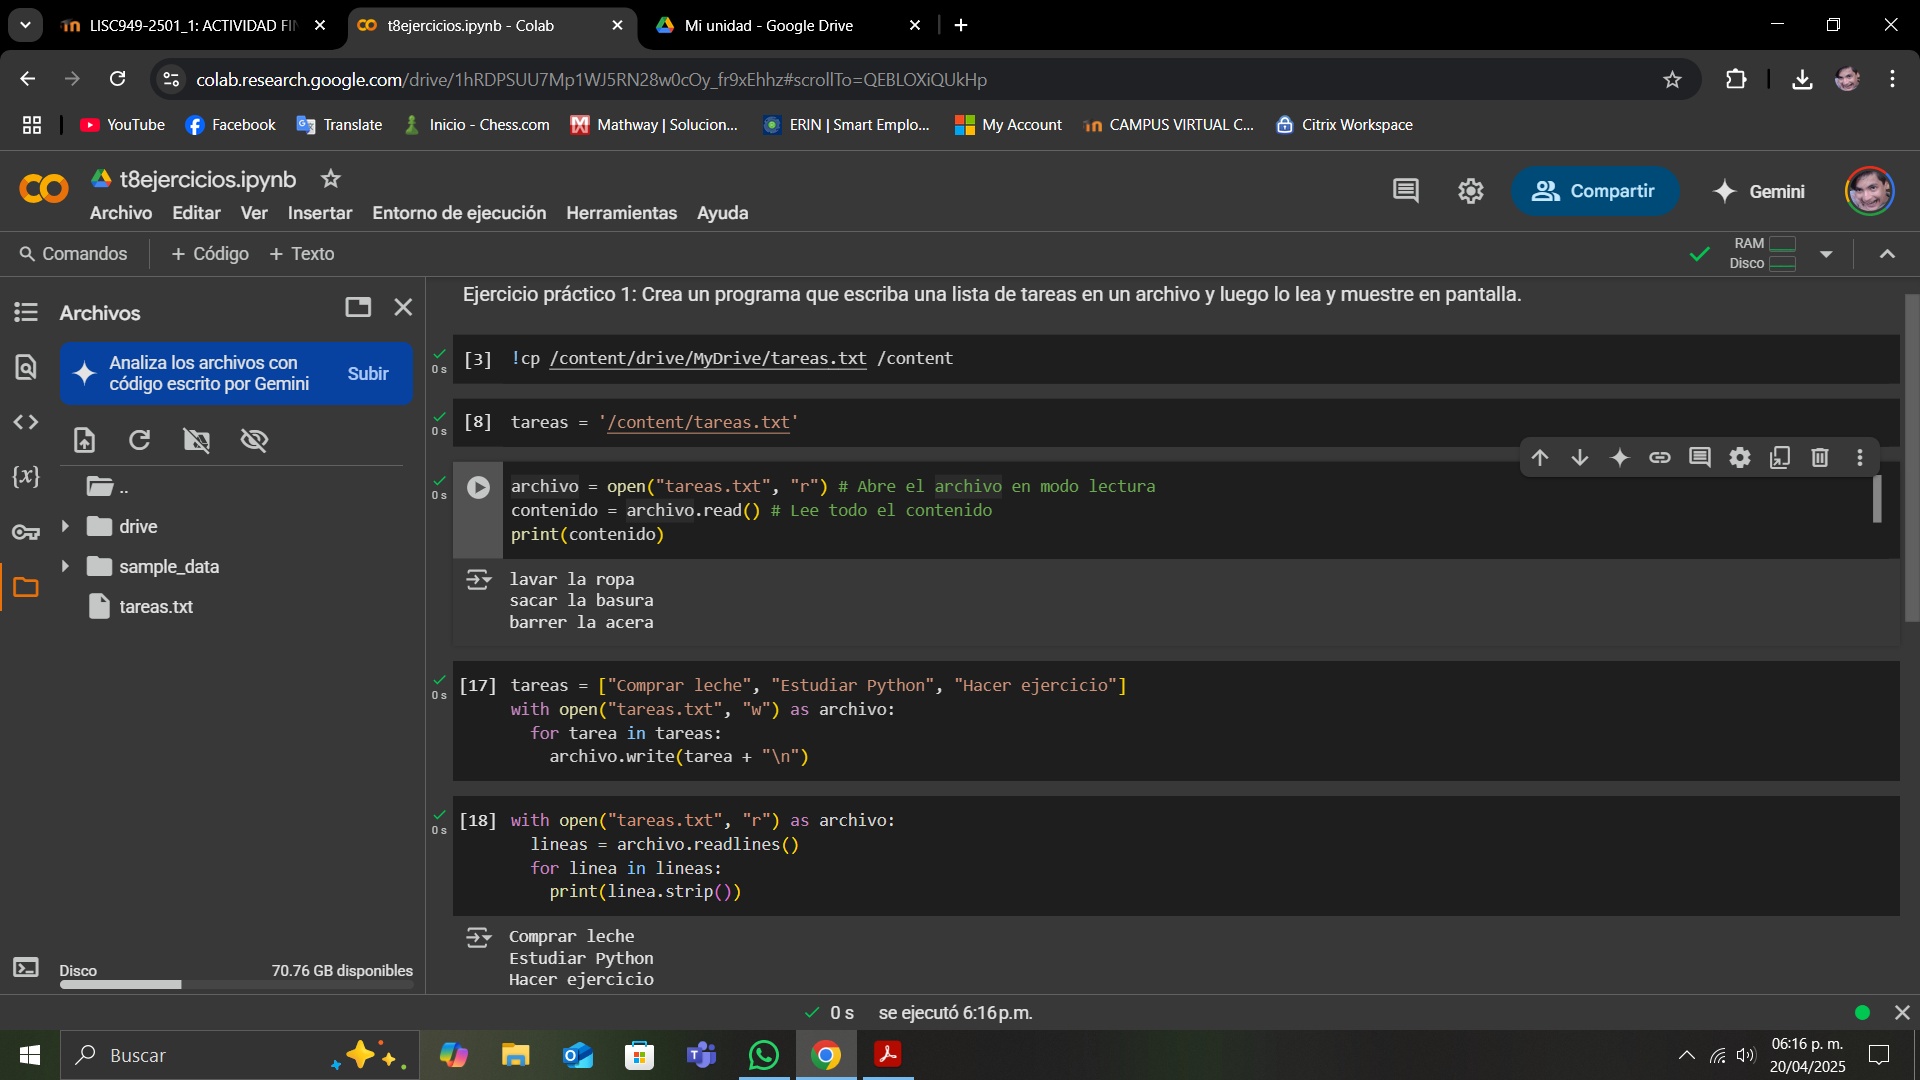 LISC949-2501_1: ACTIVIDAD FIN
t8ejercicios.ipynb - Colab
Mi unidad - Google Drive
colab.research.google.com/drive/1hRDPSUU7Mp1WJ5RN28w0cOy_fr9xEhhz#scrollTo=QEBLOXiQUkHp
YouTube
Facebook
Translate
Inicio - Chess.com
Mathway | Solucion...
ERIN | Smart Emplo...
My Account
CAMPUS VIRTUAL C...
Citrix Workspace
t8ejercicios.ipynb
Archivo Editar Ver Insertar Entorno de ejecución Herramientas Ayuda
Compartir
Gemini
Comandos
+ Código
+ Texto
RAM
Disco
Archivos
Analiza los archivos con
código escrito por Gemini
Subir
..
drive
sample_data
tareas.txt
Disco
70.76 GB disponibles
Ejercicio práctico 1: Crea un programa que escriba una lista de tareas en un archivo y luego lo lea y muestre en pantalla.
0 s
[3] !cp /content/drive/MyDrive/tareas.txt /content
0 s
[8] tareas = '/content/tareas.txt'
0 s
archivo = open("tareas.txt", "r") # Abre el archivo en modo lectura
contenido = archivo.read() # Lee todo el contenido
print(contenido)
lavar la ropa
sacar la basura
barrer la acera
0 s
[17] tareas = ["Comprar leche", "Estudiar Python", "Hacer ejercicio"]
with open("tareas.txt", "w") as archivo:
for tarea in tareas:
archivo.write(tarea + "\n")
0 s
[18] with open("tareas.txt", "r") as archivo:
lineas = archivo.readlines()
for linea in lineas:
print(linea.strip())
Comprar leche
Estudiar Python
Hacer ejercicio
0 s se ejecutó 6:16 p.m.
Buscar
06:16 p. m.
20/04/2025